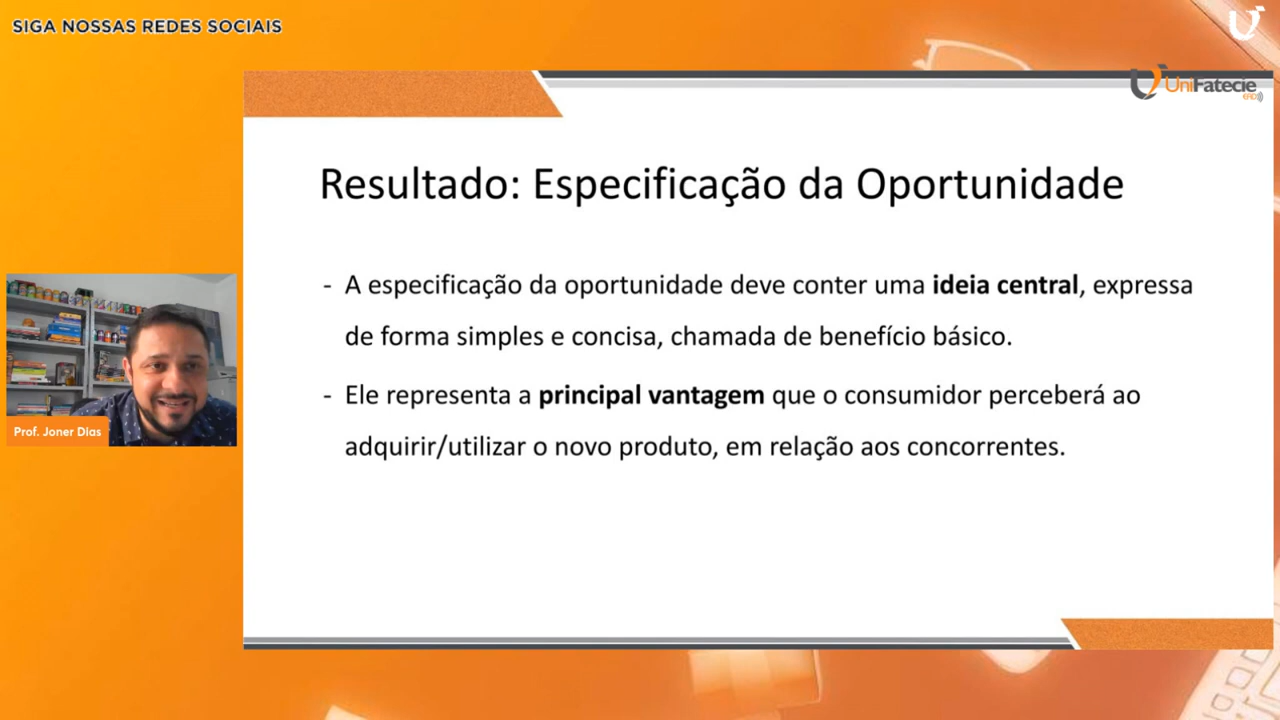 SIGA NOSSAS REDES SOCIAIS
UniFatecie
EAD
Resultado: Especificação da Oportunidade
- A especificação da oportunidade deve conter uma ideia central, expressa
de forma simples e concisa, chamada de benefício básico.
- Ele representa a principal vantagem que o consumidor perceberá ao
adquirir/utilizar o novo produto, em relação aos concorrentes.
Prof. Joner Dias